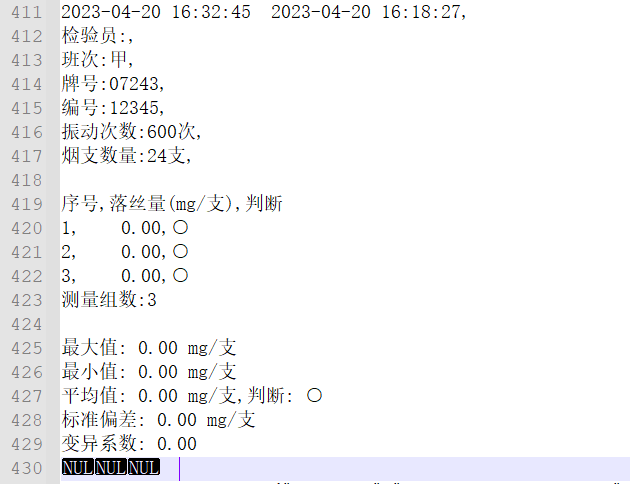 411 2023-04-20 16:32:45  2023-04-20 16:18:27,
412 检验员:,
413 班次:甲,
414 牌号:07243,
415 编号:12345,
416 振动次数:600次,
417 烟支数量:24支,
418
419 序号,落丝量(mg/支),判断
420 1,    0.00,○
421 2,    0.00,○
422 3,    0.00,○
423 测量组数:3
424
425 最大值: 0.00 mg/支
426 最小值: 0.00 mg/支
427 平均值: 0.00 mg/支,判断: ○
428 标准偏差: 0.00 mg/支
429 变异系数: 0.00
430 NULNULNUL